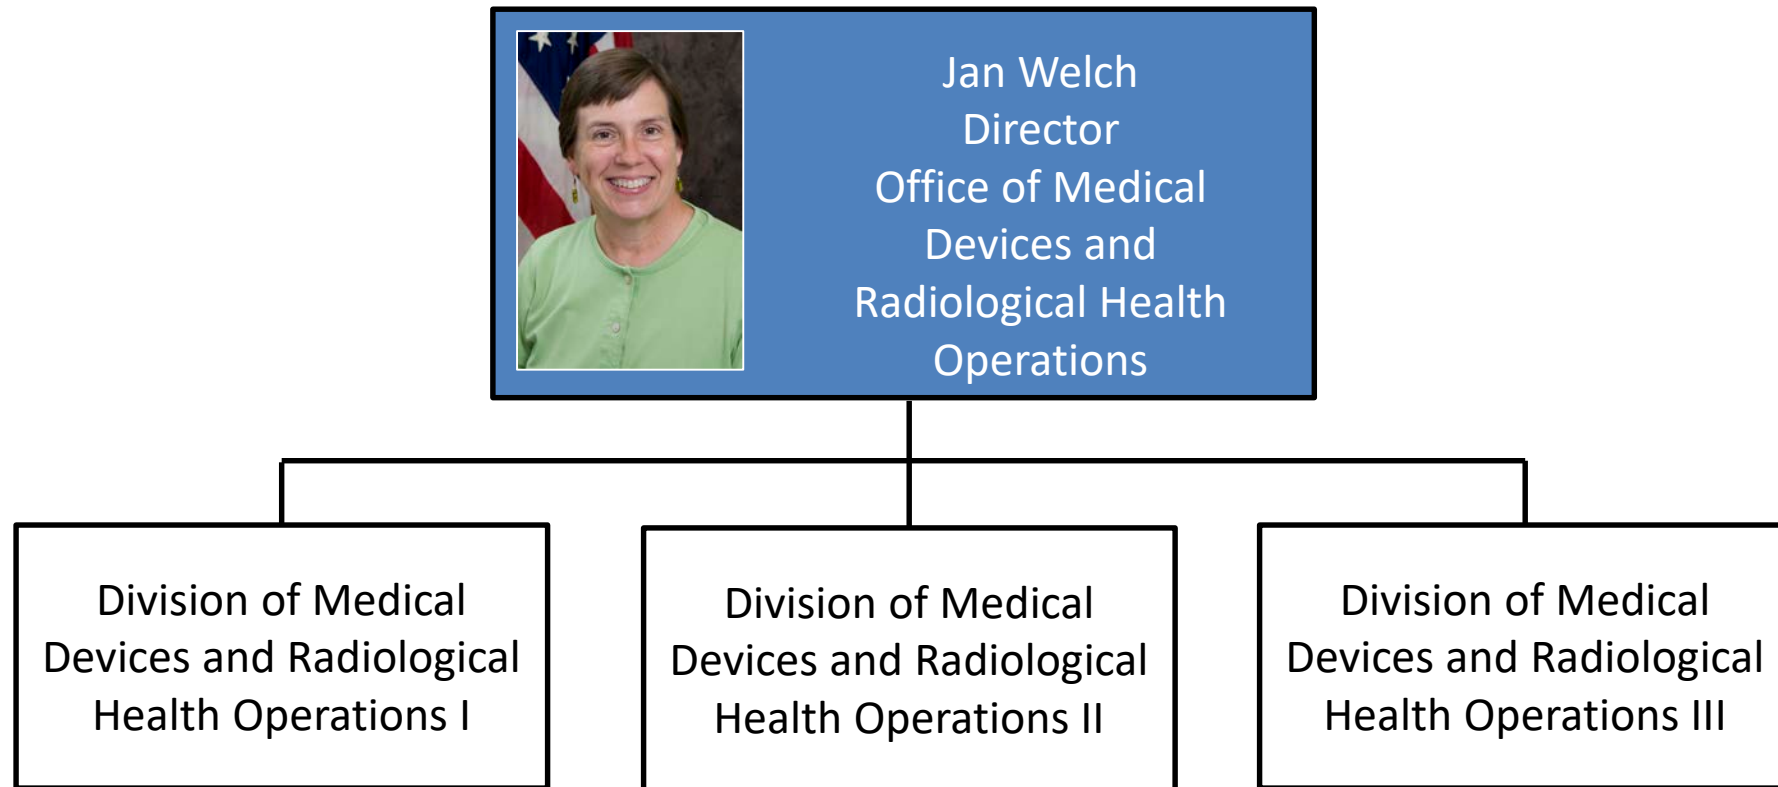 Jan Welch
Director
Office of Medical
Devices and
Radiological Health
Operations
Division of Medical
Devices and Radiological
Health Operations I
Division of Medical
Devices and Radiological
Health Operations II
Division of Medical
Devices and Radiological
Health Operations III